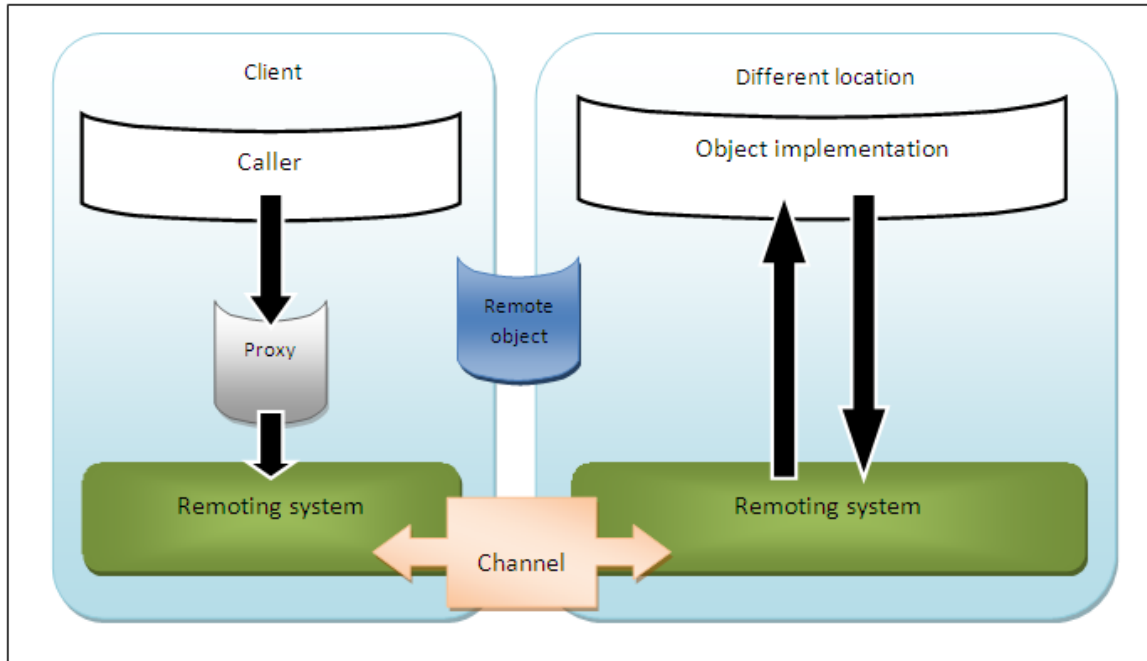 Client
Caller
Proxy
Remoting system
Remote
object
Channel
Different location
Object implementation
Remoting system